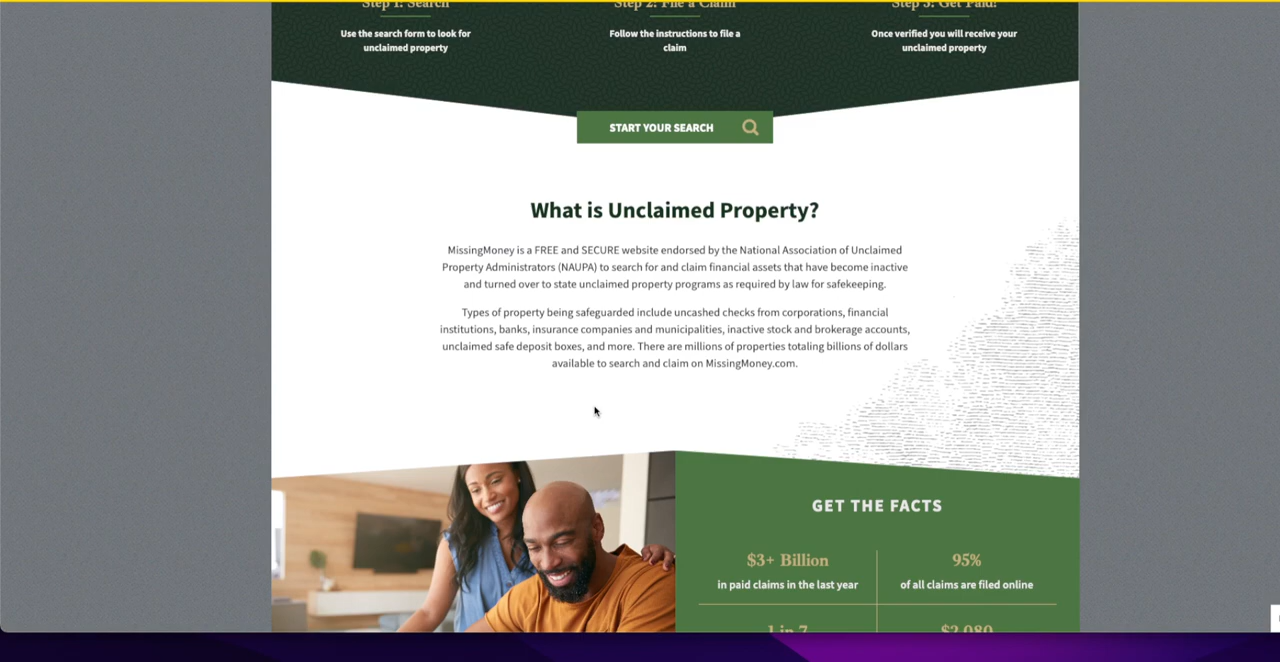 Step 1: Search
Step 2: File a Claim
Step 3: Get Paid!
Use the search form to look for
unclaimed property
Follow the instructions to file a
claim
Once verified you will receive your
unclaimed property
START YOUR SEARCH
What is Unclaimed Property?
MissingMoney is a FREE and SECURE website endorsed by the National Association of Unclaimed
Property Administrators (NAUPA) to search for and claim financial assets that have become inactive
and turned over to state unclaimed property programs as required by law for safekeeping.
Types of property being safeguarded include uncashed checks from corporations, financial
institutions, banks, insurance companies and municipalities, inactive bank and brokerage accounts,
unclaimed safe deposit boxes, and more. There are millions of records totaling billions of dollars
available to search and claim on MissingMoney.com.
GET THE FACTS
$3+ Billion
95%
in paid claims in the last year
of all claims are filed online
1 in 7
$2,080